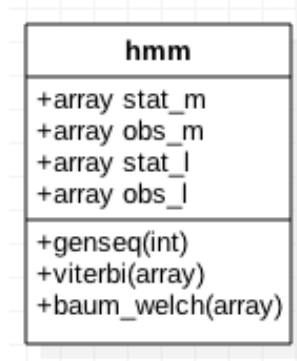 hmm
+array stat_m
+array obs_m
+array stat_l
+array obs_l
+genseq(int)
+viterbi(array)
+baum_welch(array)